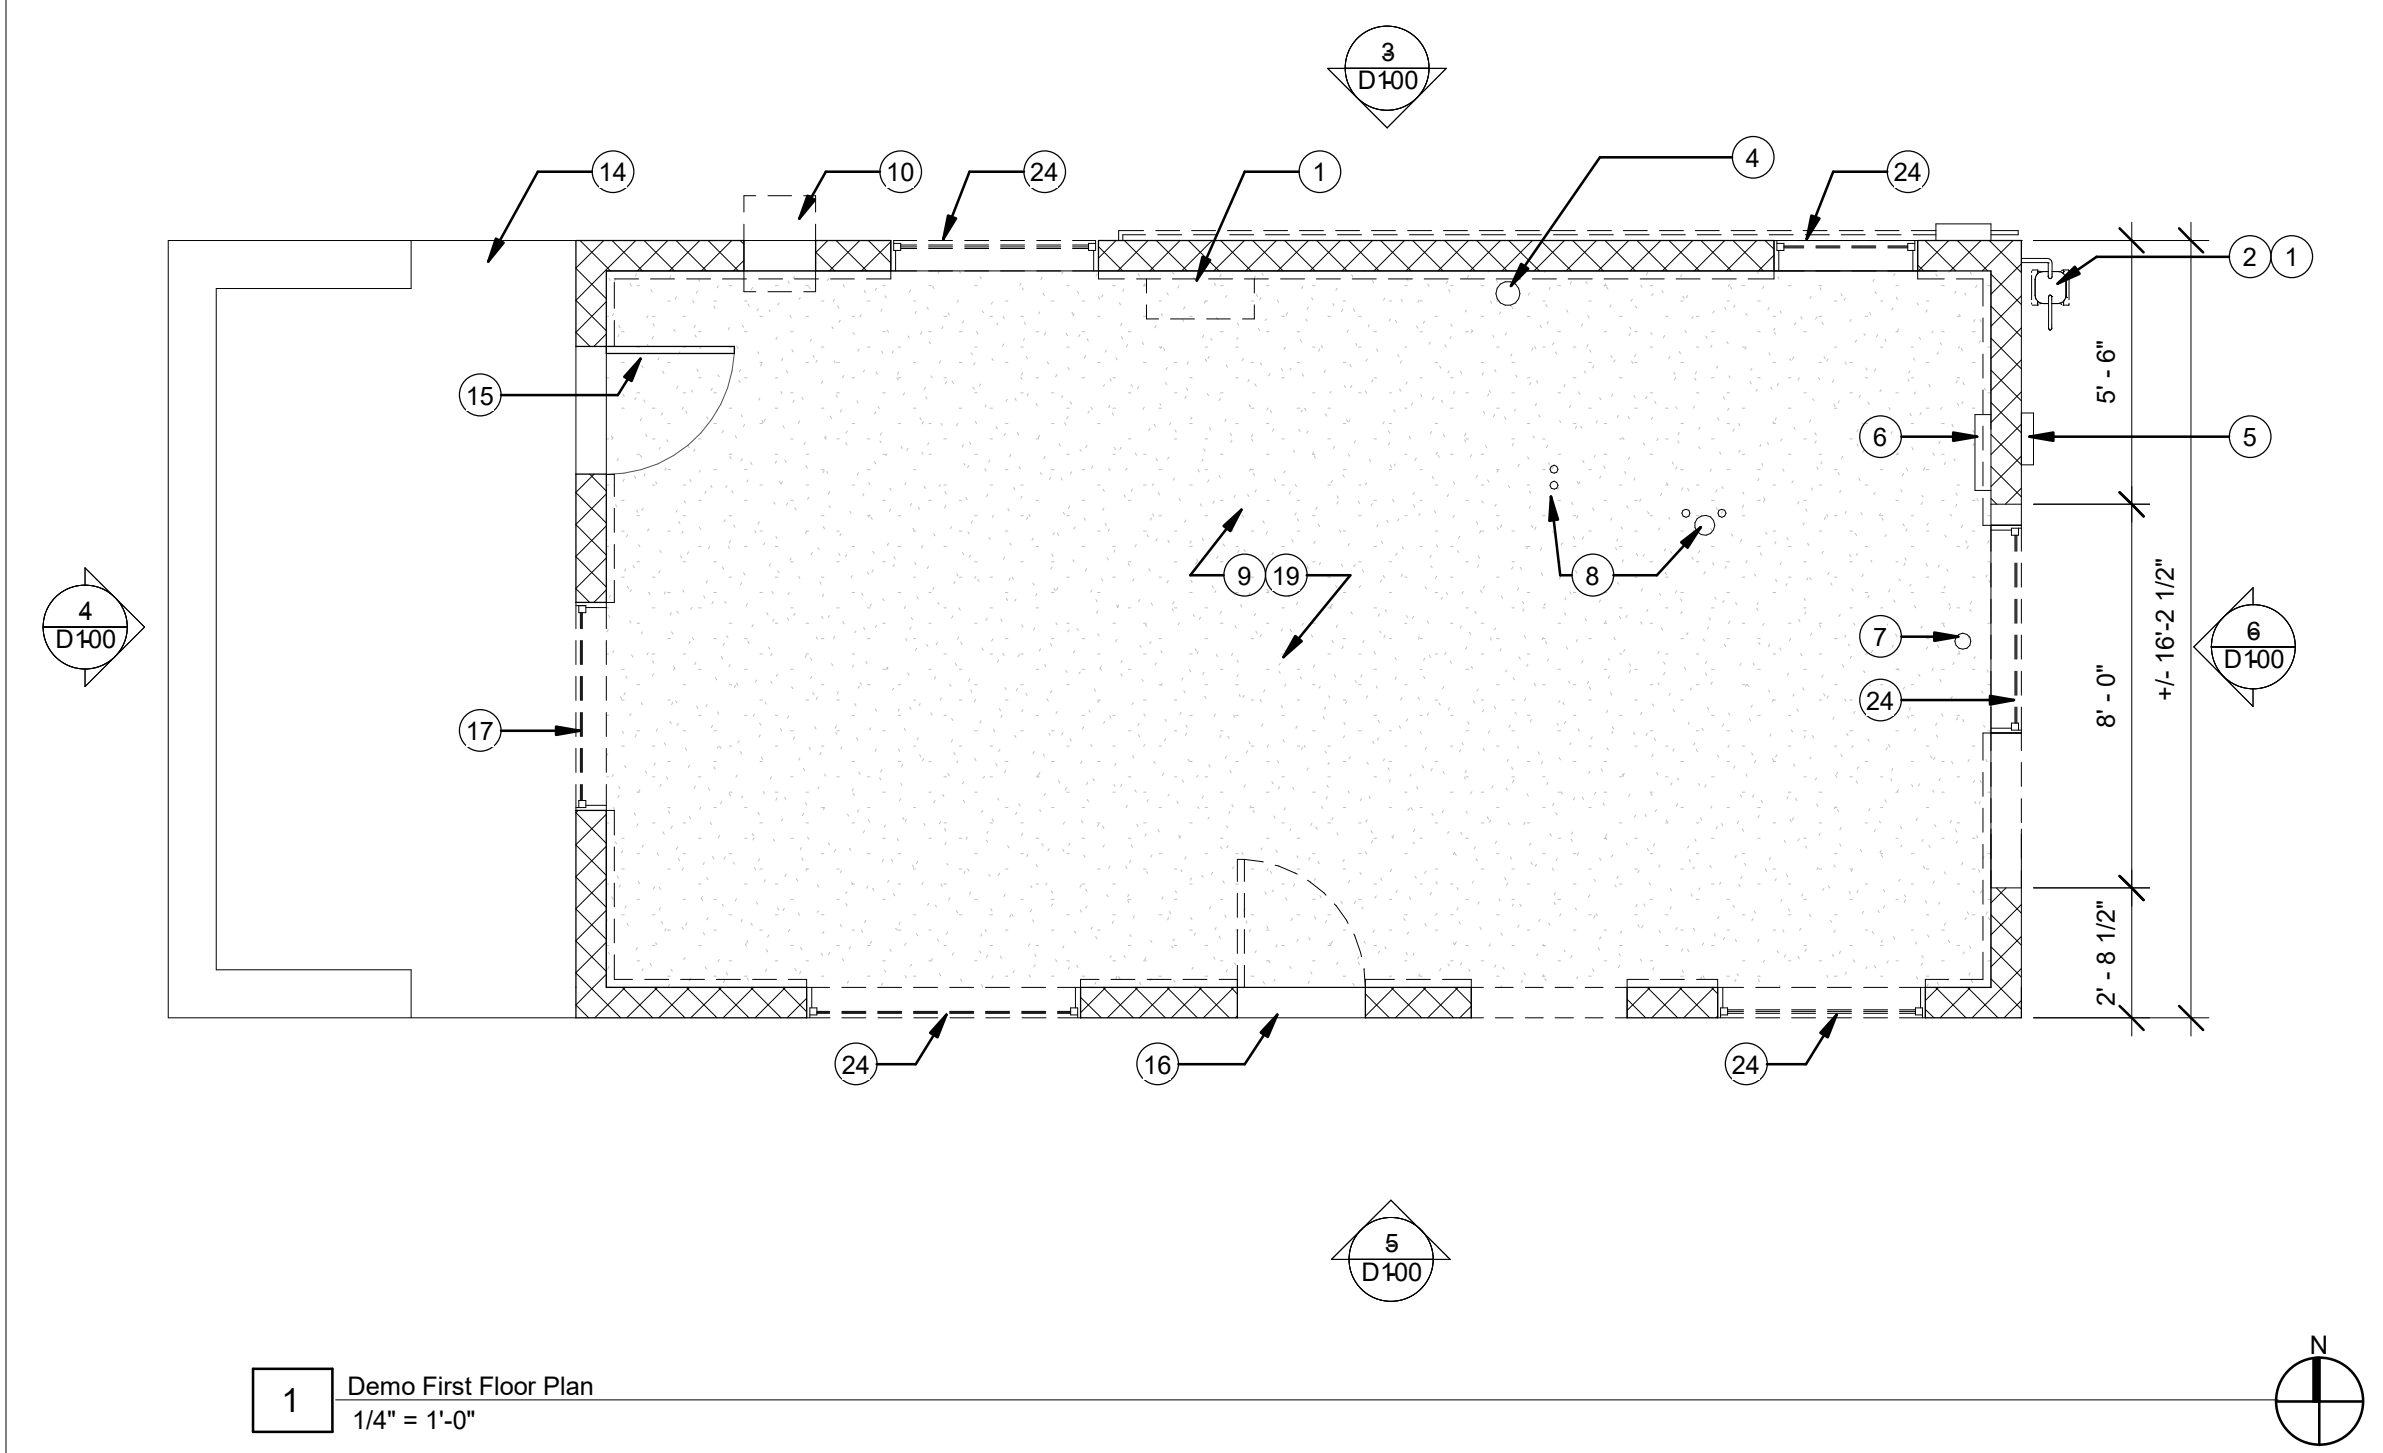 3
D1-00
14
10
24
1
4
24
2
1
5' - 6"
15
6
5
9
19
8
4
D1-00
7
6
D1-00
+/- 16'-2 1/2"
24
8' - 0"
17
2' - 8 1/2"
24
16
24
5
D1-00
N
1
Demo First Floor Plan
1/4" = 1'-0"